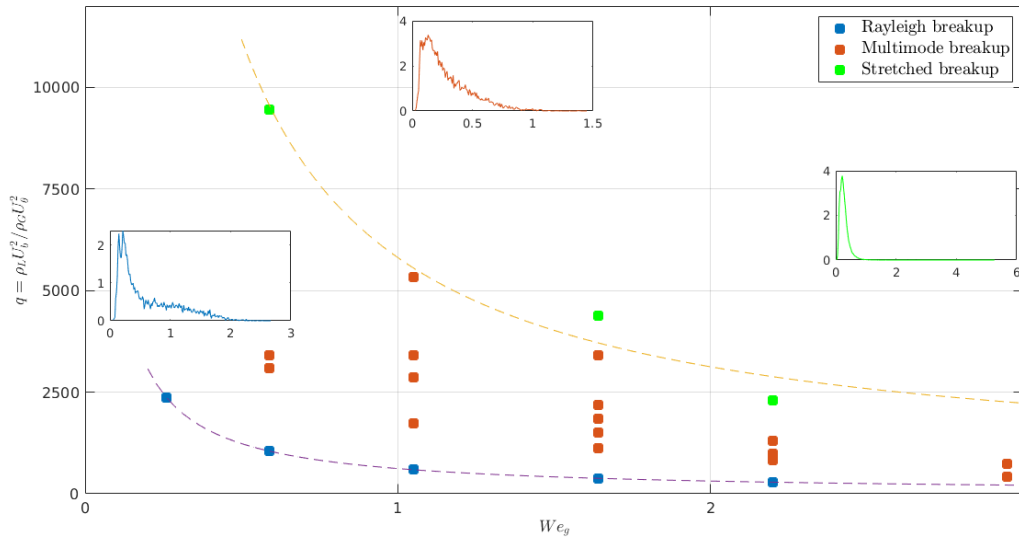 Rayleigh breakup
Multimode breakup
Stretched breakup
4
2
0
0 0.5 1 1.5
4
2
0
0 2 4 6
2
1
0
0 1 2 3
10000
7500
5000
2500
0
0 1 2
q = ρ_L U_b^2 / ρ_G U_θ^2
We_g